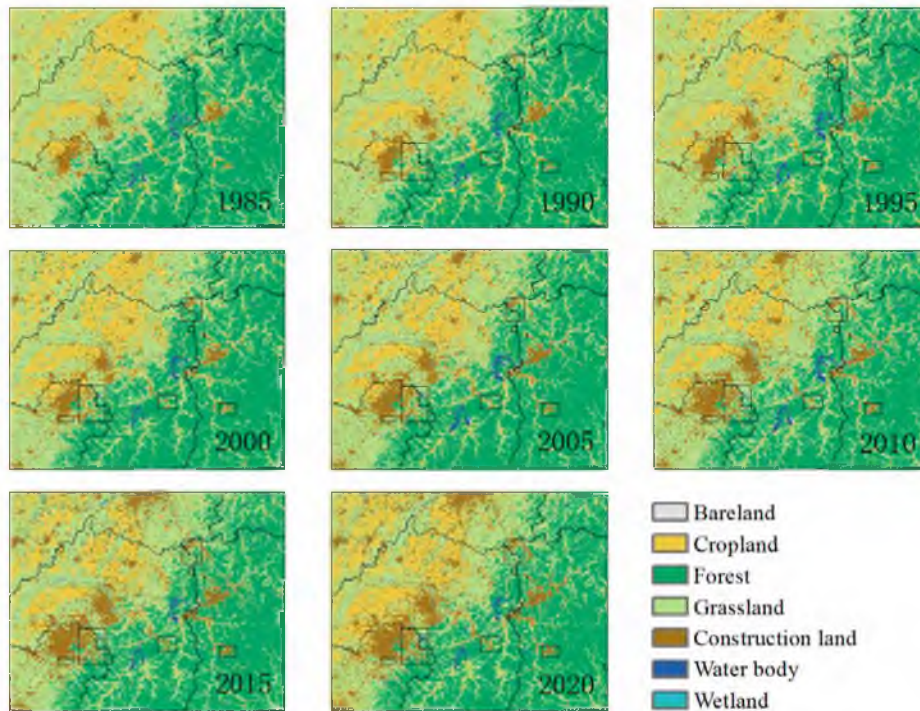 1985
1990
1995
2000
2005
2010
2015
2020
Bareland
Cropland
Forest
Grassland
Construction land
Water body
Wetland